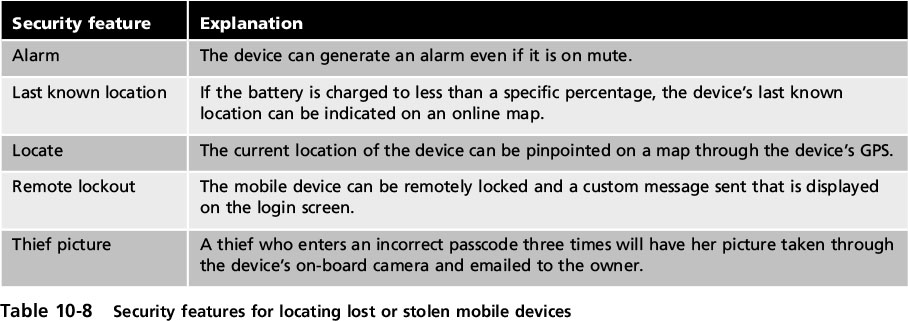 Security feature Explanation
Alarm The device can generate an alarm even if it is on mute.
Last known location If the battery is charged to less than a specific percentage, the device's last known
location can be indicated on an online map.
Locate The current location of the device can be pinpointed on a map through the device's GPS.
Remote lockout The mobile device can be remotely locked and a custom message sent that is displayed
on the login screen.
Thief picture A thief who enters an incorrect passcode three times will have her picture taken through
the device's on-board camera and emailed to the owner.
Table 10-8 Security features for locating lost or stolen mobile devices